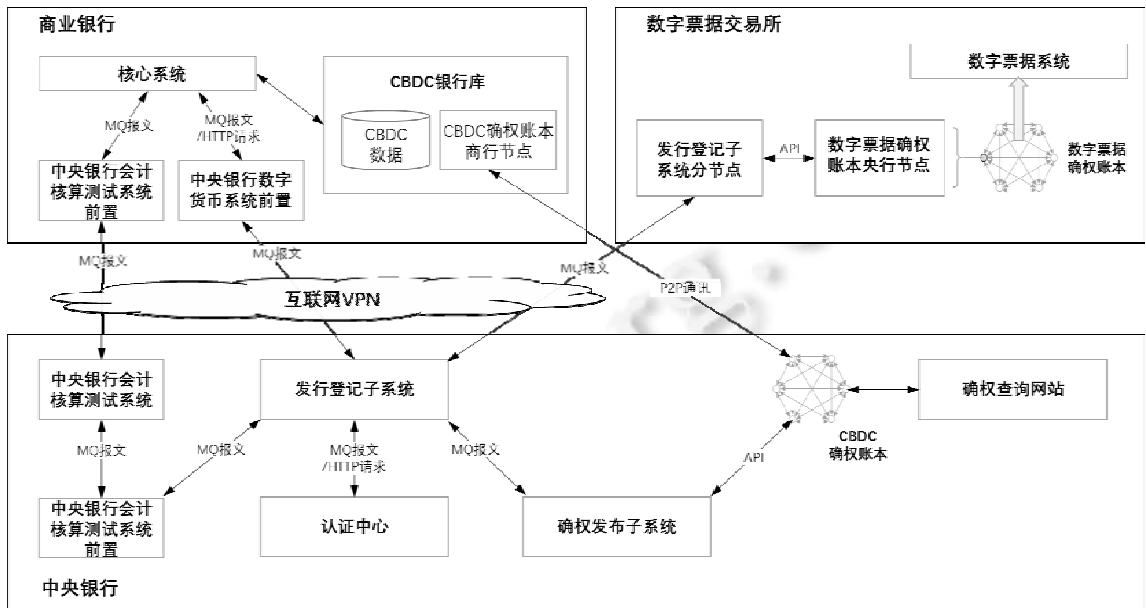 商业银行
核心系统
MQ报义
MQ报文
/HTTP请求
CBDC银行库
CBDC
数据
CBDC确权账本
商行节点
中央银行会计
核算测试系统
前置
中央银行数字
货币系统前置
数字票据交易所
数字票据系统
发行登记子
系统分节点
API
数字票据确权
账本央行节点
数字票据
确权账本
MQ报义
MQ报文
MQ报义
P2P通讯
互联网VPN
中央银行会计
核算测试系统
发行登记子系统
确权查询网站
CBDC
确权账本
MQ报文
MQ报义
MQ报文
/HTTP请求
MQ报义
API
中央银行会计
核算测试系统
前置
认证中心
确权发布子系统
中央银行